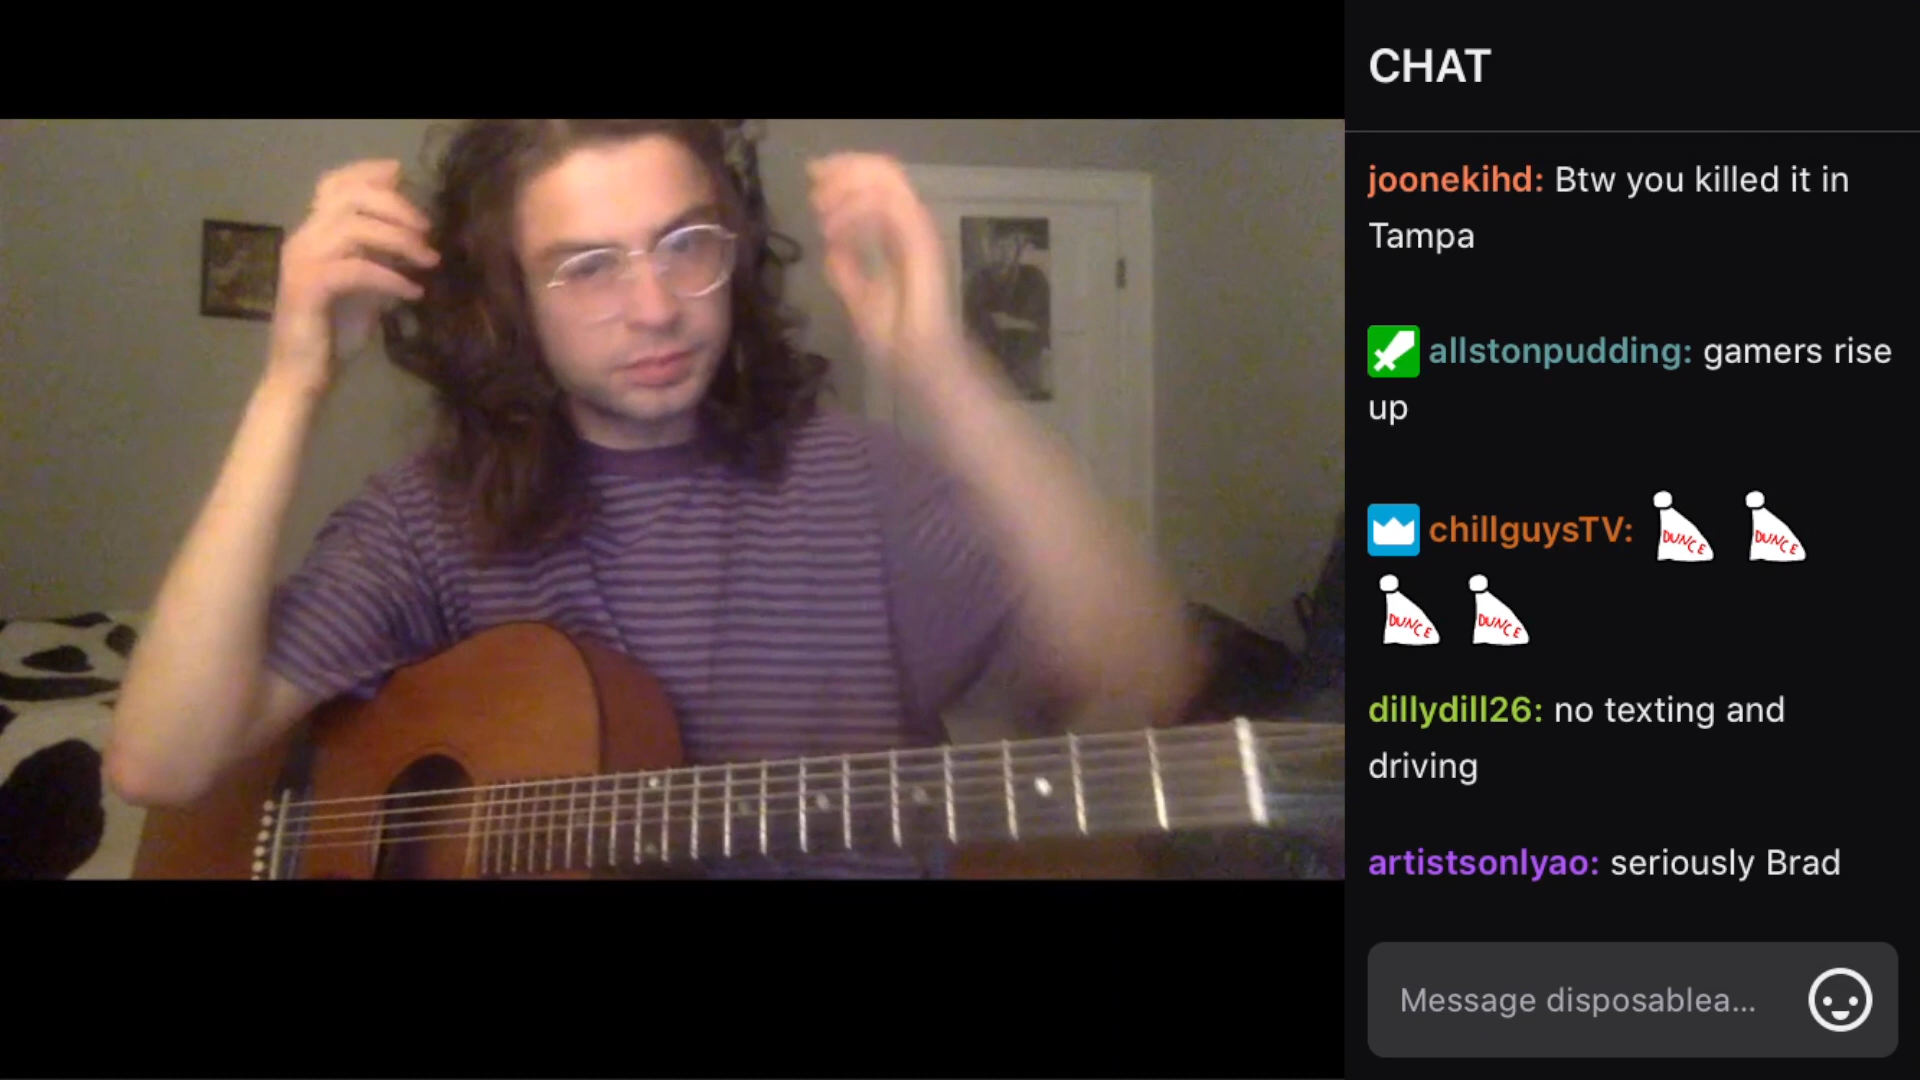 CHAT
joonekihd: Btw you killed it in
Tampa
allstonpudding: gamers rise
up
chillguysTV: DUNCE DUNCE
DUNCE DUNCE
dillydill26: no texting and
driving
artistsonlyao: seriously Brad
Message disposablea...